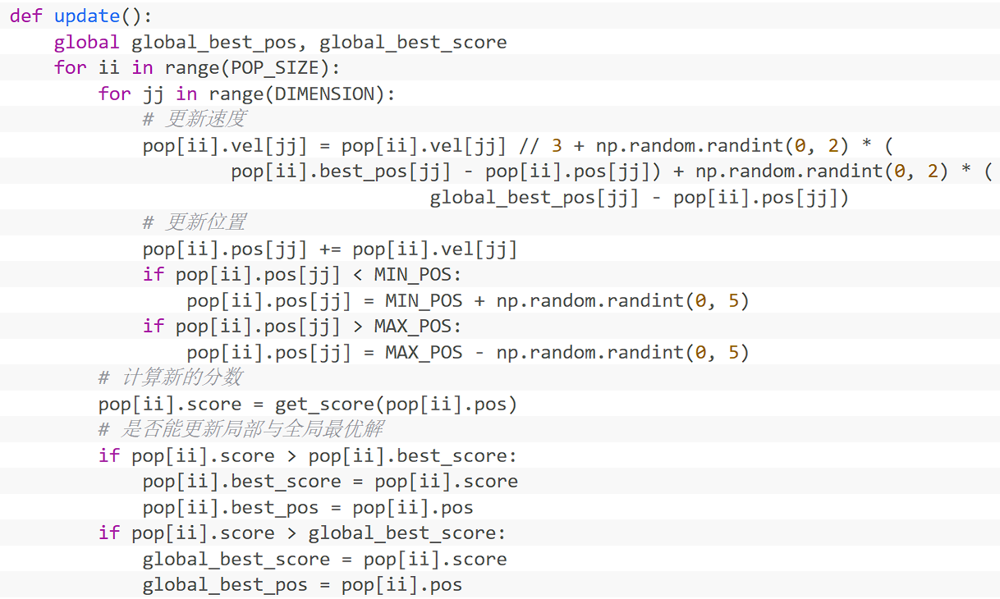 def update():
    global global_best_pos, global_best_score
    for ii in range(POP_SIZE):
        for jj in range(DIMENSION):
            # 更新速度
            pop[ii].vel[jj] = pop[ii].vel[jj] // 3 + np.random.randint(0, 2) * (
                    pop[ii].best_pos[jj] - pop[ii].pos[jj]) + np.random.randint(0, 2) * (
                                      global_best_pos[jj] - pop[ii].pos[jj])
            # 更新位置
            pop[ii].pos[jj] += pop[ii].vel[jj]
            if pop[ii].pos[jj] < MIN_POS:
                pop[ii].pos[jj] = MIN_POS + np.random.randint(0, 5)
            if pop[ii].pos[jj] > MAX_POS:
                pop[ii].pos[jj] = MAX_POS - np.random.randint(0, 5)
        # 计算新的分数
        pop[ii].score = get_score(pop[ii].pos)
        # 是否能更新局部与全局最优解
        if pop[ii].score > pop[ii].best_score:
            pop[ii].best_score = pop[ii].score
            pop[ii].best_pos = pop[ii].pos
        if pop[ii].score > global_best_score:
            global_best_score = pop[ii].score
            global_best_pos = pop[ii].pos